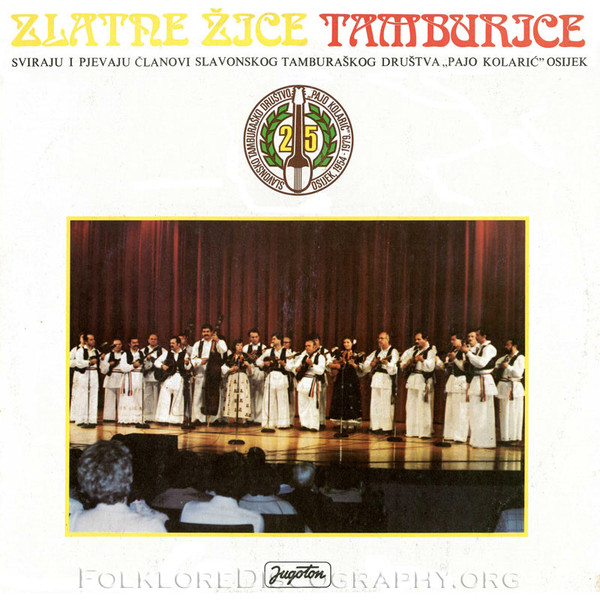 ZLATNE ŽICE TAMBURICE
SVIRAJU I PJEVAJU ČLANOVI SLAVONSKOG TAMBURAŠKOG DRUŠTVA „PAJO KOLARIĆ” OSIJEK
SLAVONSKO TAMBURAŠKO DRUŠTVO „PAJO KOLARIĆ”
25
OSIJEK 1954-1979.
Jugoton
FOLKLOREDISCOGRAPHY.ORG